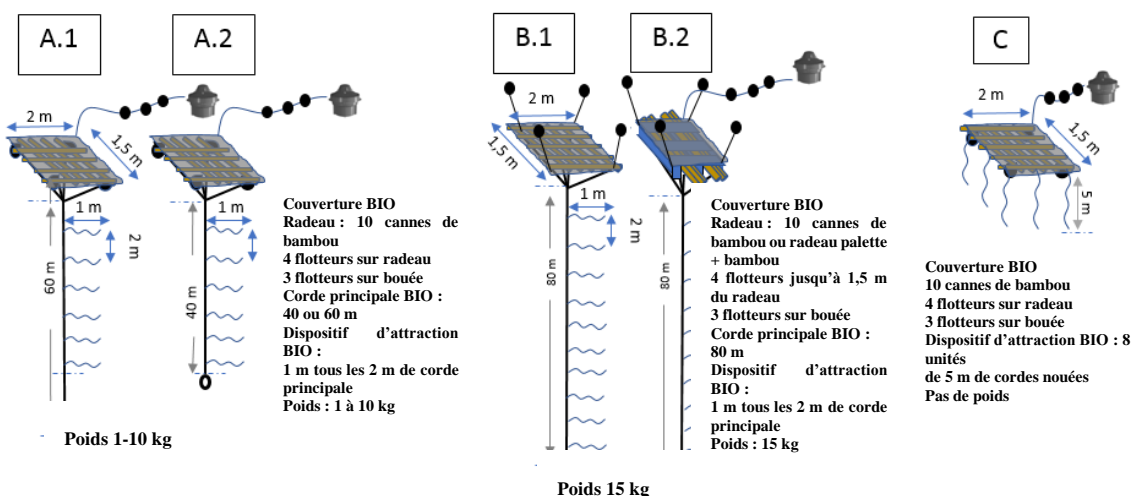 A.1
A.2
B.1
B.2
C
2 m
1,5 m
1 m
2 m
60 m
1 m
40 m
Couverture BIO
Radeau : 10 cannes de
bambou
4 flotteurs sur radeau
3 flotteurs sur bouée
Corde principale BIO :
40 ou 60 m
Dispositif d’attraction
BIO :
1 m tous les 2 m de corde
principale
Poids : 1 à 10 kg
Poids 1-10 kg
2 m
1,5 m
1 m
2 m
80 m
80 m
Couverture BIO
Radeau : 10 cannes de
bambou ou radeau palette
+ bambou
4 flotteurs jusqu’à 1,5 m
du radeau
3 flotteurs sur bouée
Corde principale BIO :
80 m
Dispositif d’attraction
BIO :
1 m tous les 2 m de corde
principale
Poids : 15 kg
Poids 15 kg
2 m
1,5 m
5 m
Couverture BIO
10 cannes de bambou
4 flotteurs sur radeau
3 flotteurs sur bouée
Dispositif d’attraction BIO : 8
unités
de 5 m de cordes nouées
Pas de poids